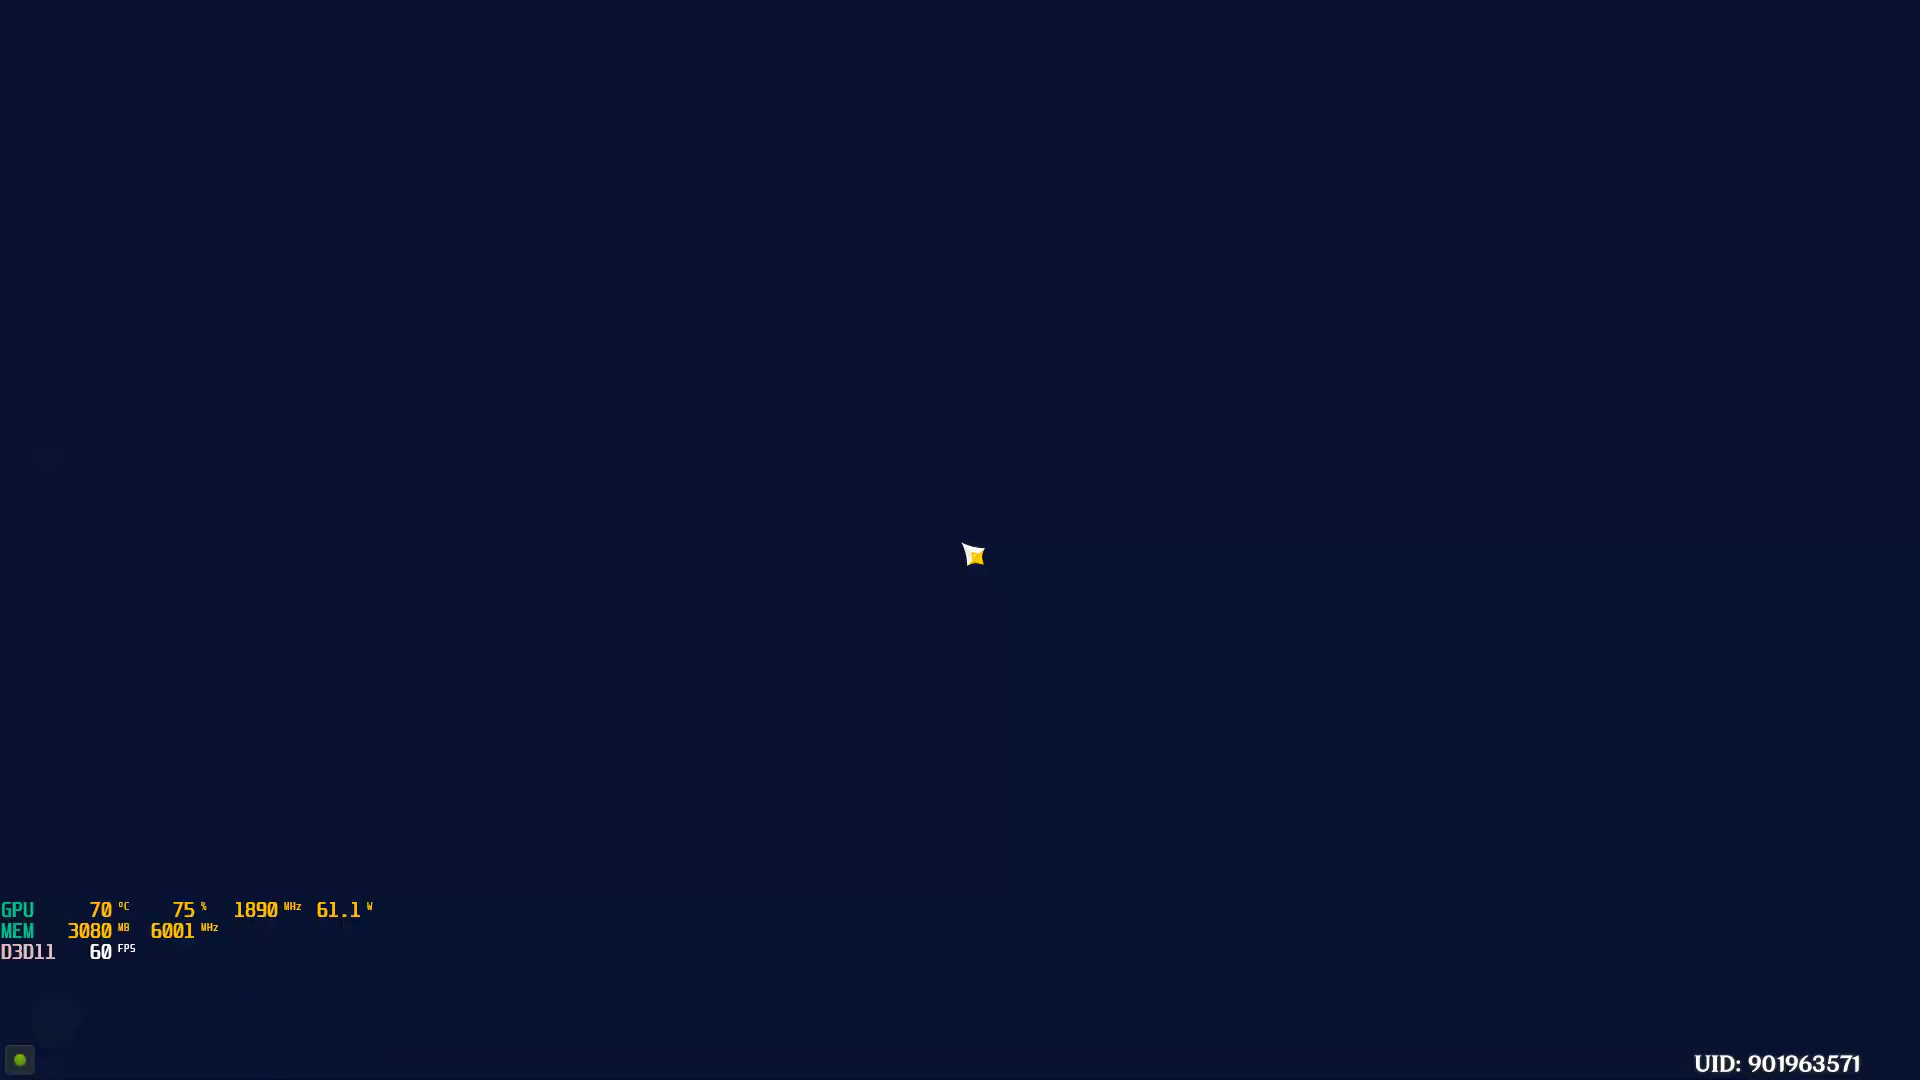 GPU 70 °C 75 % 1890 MHz 61.1 W
MEM 3080 MB 6001 MHz
D3D11 60 FPS
UID: 901963571